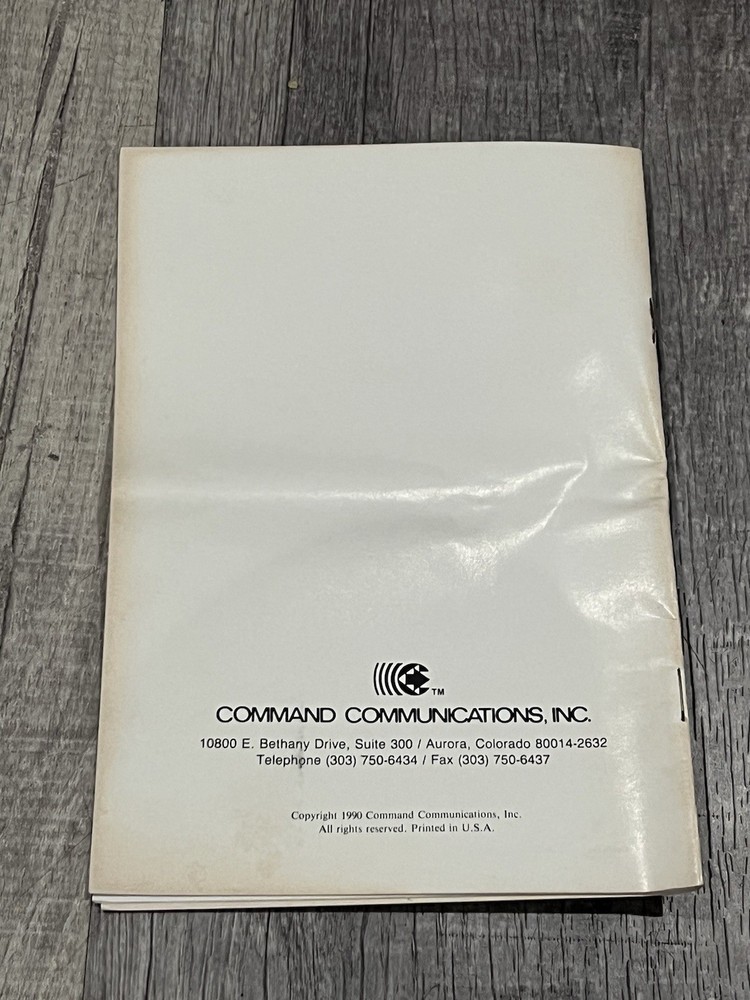 TM
COMMAND COMMUNICATIONS, INC.
10800 E. Bethany Drive, Suite 300 / Aurora, Colorado 80014-2632
Telephone (303) 750-6434 / Fax (303) 750-6437
Copyright 1990 Command Communications, Inc.
All rights reserved. Printed in U.S.A.